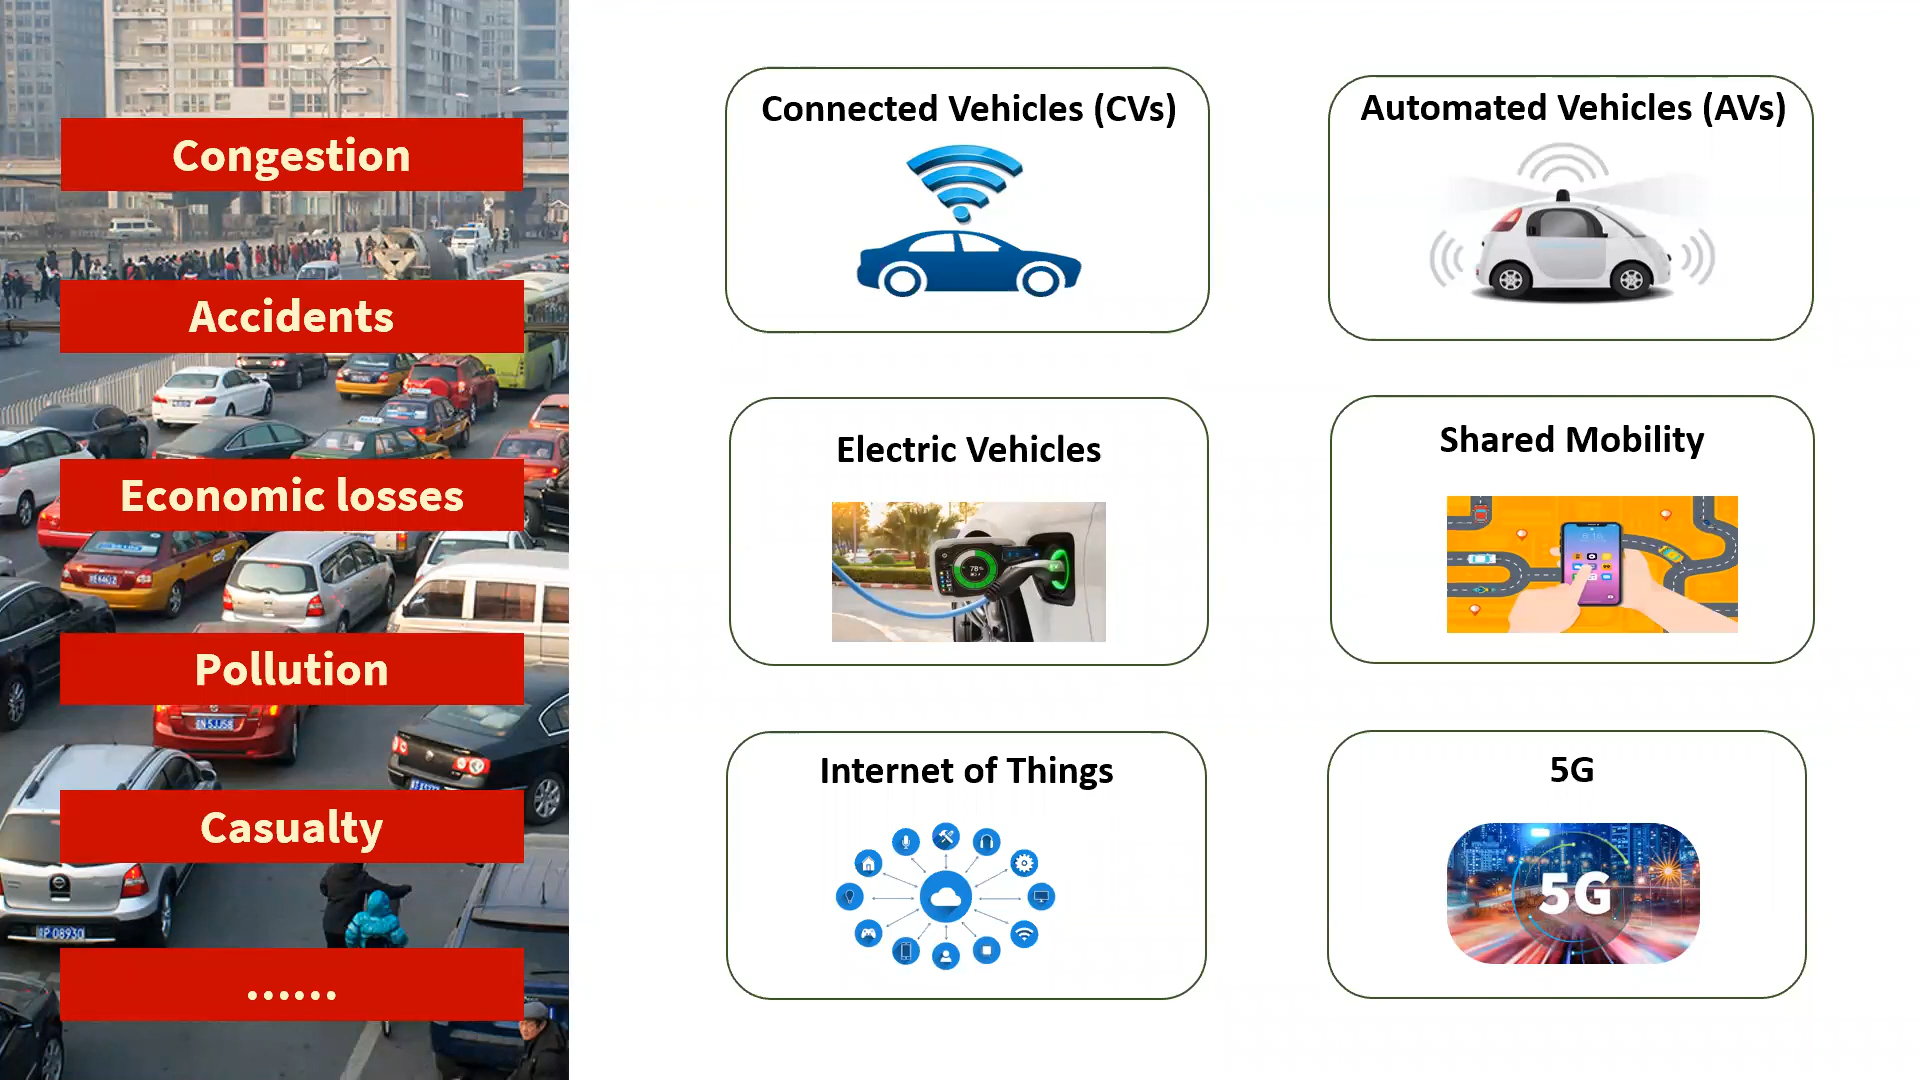 Congestion
Accidents
Economic losses
Pollution
Casualty
......
Connected Vehicles (CVs)
Automated Vehicles (AVs)
Electric Vehicles
78%
Shared Mobility
Internet of Things
5G
5G